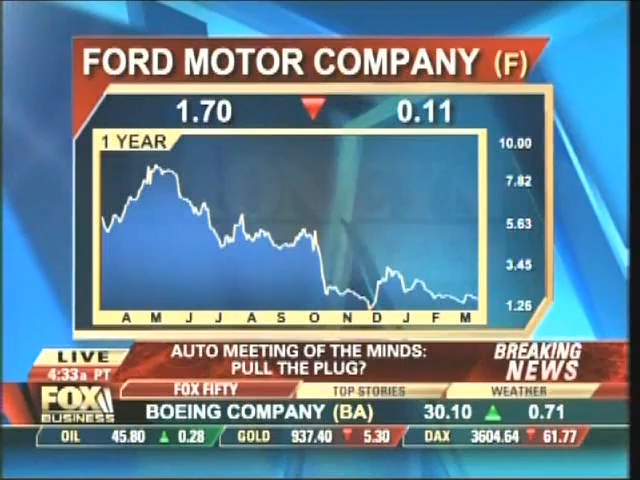 FORD MOTOR COMPANY (F)
1.70 0.11
1 YEAR
10.00
7.82
5.63
3.45
1.26
A M J J A S O N D J F M
LIVE
4:33a PT
AUTO MEETING OF THE MINDS:
PULL THE PLUG?
BREAKING
NEWS
FOX FIFTY TOP STORIES WEATHER
FOX
BUSINESS
BOEING COMPANY (BA) 30.10 0.71
OIL 45.80 0.28 GOLD 937.40 5.30 DAX 3604.64 61.77